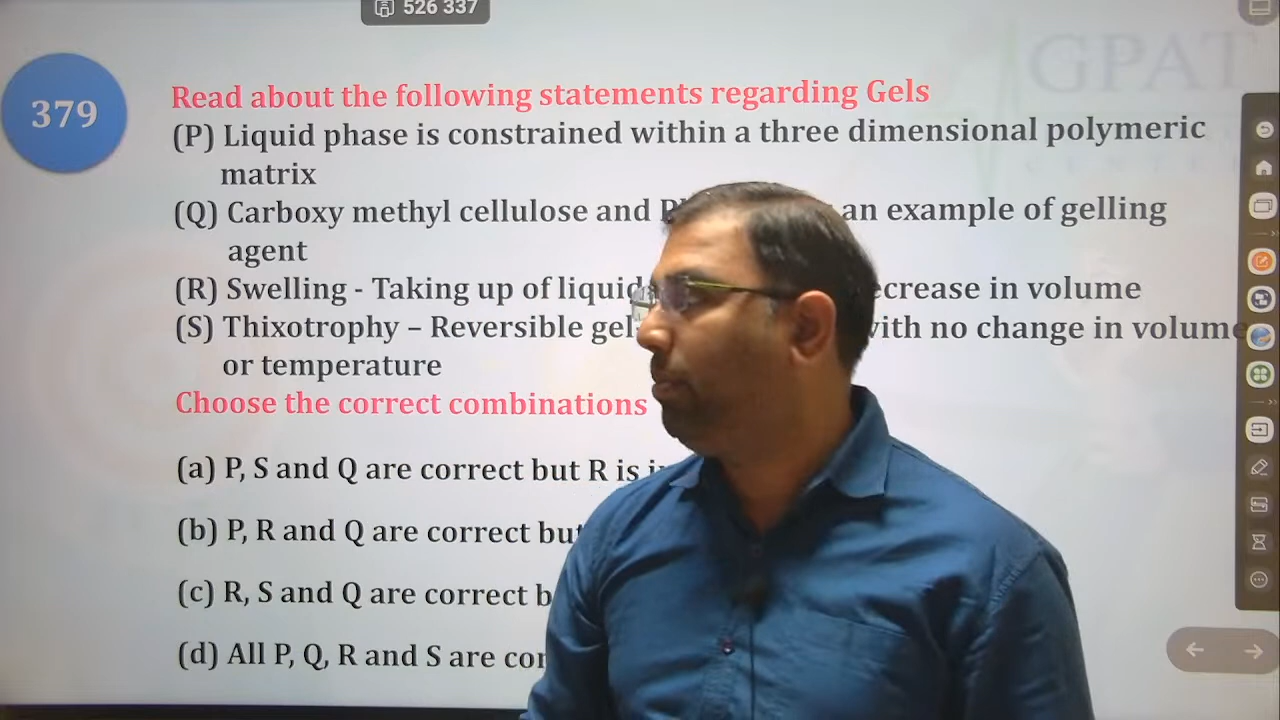 526 337
GPAT
379
Read about the following statements regarding Gels
(P) Liquid phase is constrained within a three dimensional polymeric
matrix
(Q) Carboxy methyl cellulose and an example of gelling
agent
(R) Swelling - Taking up of liquid in volume
(S) Thixotrophy – Reversible gel with no change in volume
or temperature
Choose the correct combinations
(a) P, S and Q are correct but R is
(b) P, R and Q are correct but
(c) R, S and Q are correct
(d) All P, Q, R and S are